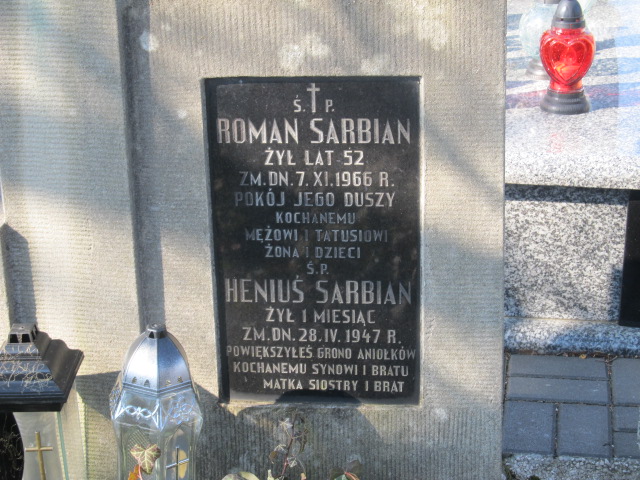 Ś. P.
ROMAN SARBIAN
ŻYŁ LAT 52
ZM.DN. 7. XI. 1966 R.
POKÓJ JEGO DUSZY
KOCHANEMU
MĘŻOWI I TATUSIOWI
ŻONA I DZIECI
Ś.P.
HENIUŚ SARBIAN
ŻYŁ 1 MIESIĄC
ZM.DN. 28. IV. 1947 R.
POWIĘKSZYŁEŚ GRONO ANIOŁKÓW
KOCHANEMU SYNOWI I BRATU
MATKA SIOSTRY I BRAT